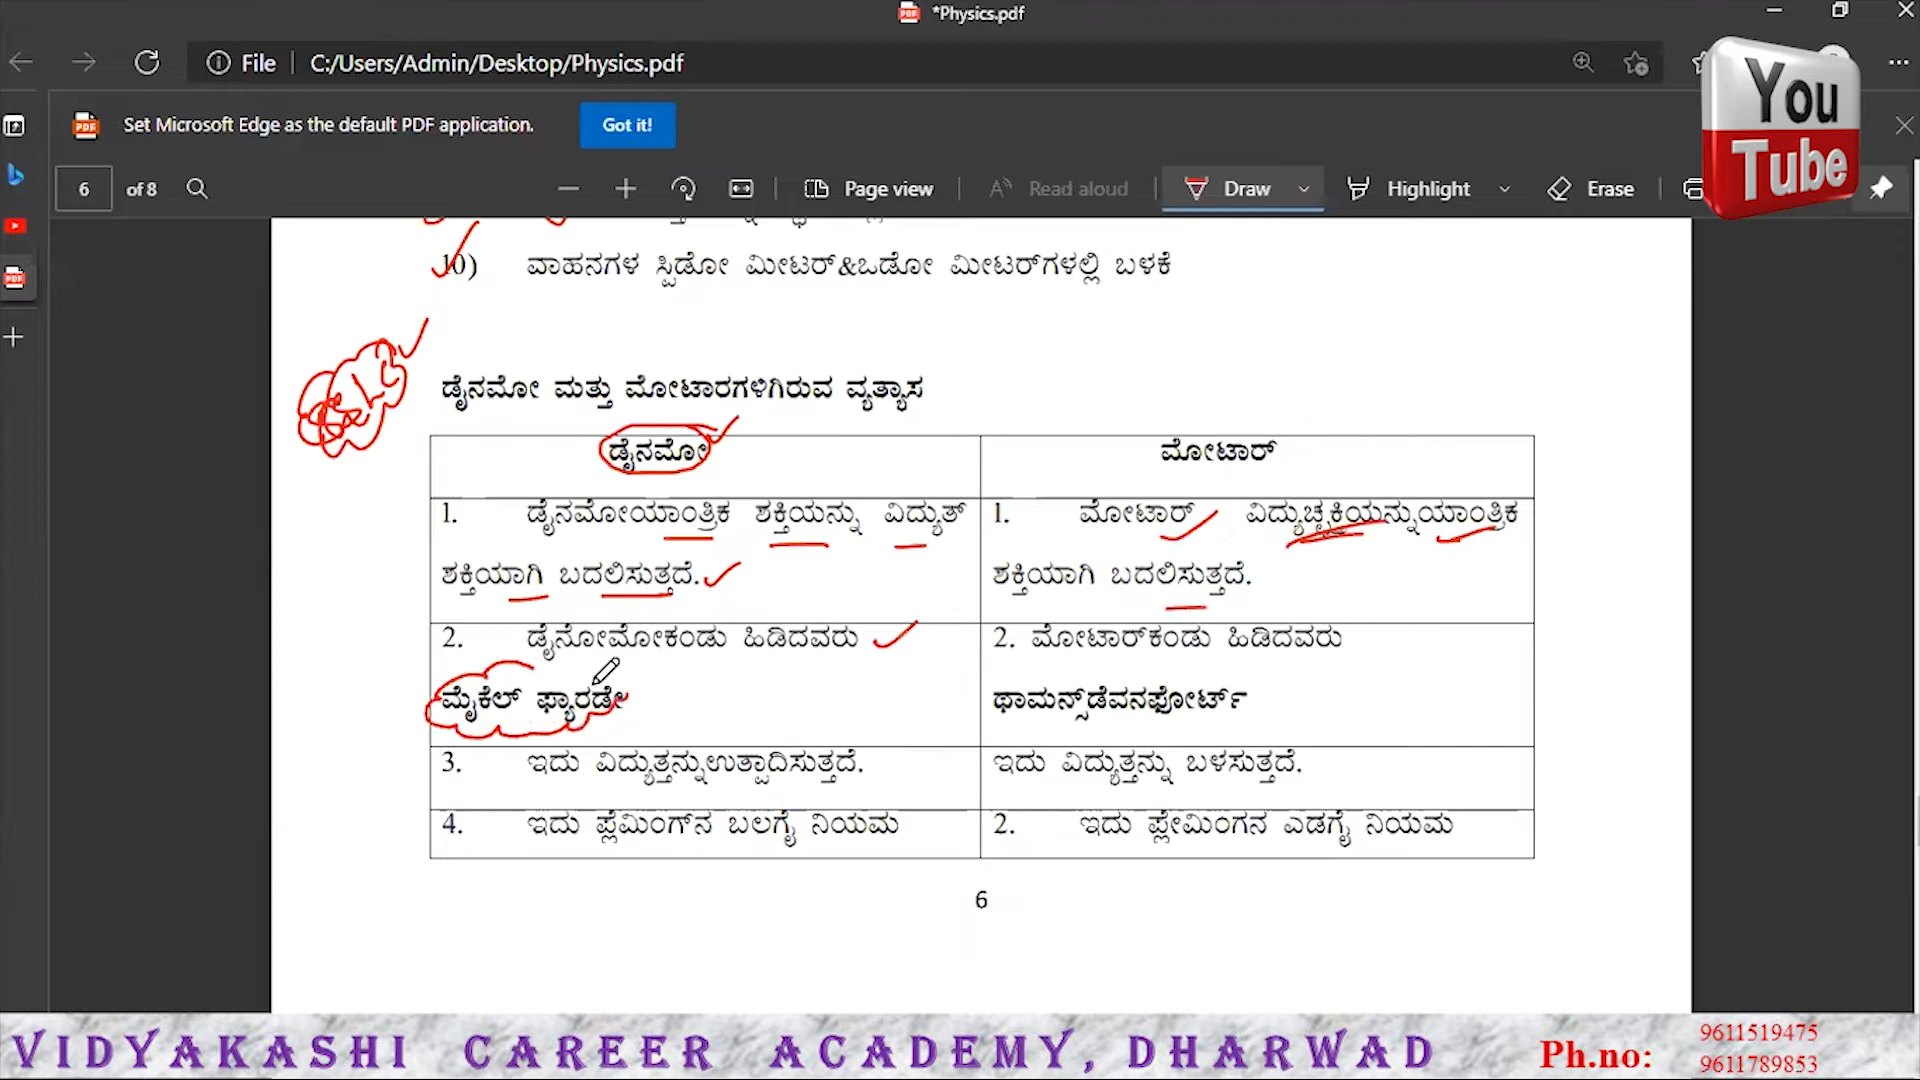 *Physics.pdf
File C:/Users/Admin/Desktop/Physics.pdf
You
Tube
Set Microsoft Edge as the default PDF application. Got it!
6 of 8 Page view Read aloud Draw Highlight Erase
10) ವಾಹನಗಳ ಸ್ಪಿಡೋ ಮೀಟರ್&ಒಡೋ ಮೀಟರ್‌ಗಳಲ್ಲಿ ಬಳಕೆ
ಡೈನಮೋ ಮತ್ತು ಮೋಟಾರಗಳಿಗಿರುವ ವ್ಯತ್ಯಾಸ
ಡೈನಮೋ ಮೋಟಾರ್
1. ಡೈನಮೋಯಾಂತ್ರಿಕ ಶಕ್ತಿಯನ್ನು ವಿದ್ಯುತ್
ಶಕ್ತಿಯಾಗಿ ಬದಲಿಸುತ್ತದೆ.
1. ಮೋಟಾರ್ ವಿದ್ಯುಚ್ಛಕ್ತಿಯನ್ನುಯಾಂತ್ರಿಕ
ಶಕ್ತಿಯಾಗಿ ಬದಲಿಸುತ್ತದೆ.
2. ಡೈನೋಮೋಕಂಡು ಹಿಡಿದವರು
ಮೈಕೆಲ್ ಫ್ಯಾರಡೇ
2. ಮೋಟಾರ್‌ಕಂಡು ಹಿಡಿದವರು
ಥಾಮನ್ಸ್‌ಡೆವನಫೋರ್ಟ್
3. ಇದು ವಿದ್ಯುತ್ತನ್ನುಉತ್ಪಾದಿಸುತ್ತದೆ.
ಇದು ವಿದ್ಯುತ್ತನ್ನು ಬಳಸುತ್ತದೆ.
4. ಇದು ಪ್ಲೆಮಿಂಗ್‌ನ ಬಲಗೈ ನಿಯಮ
2. ಇದು ಪ್ಲೇಮಿಂಗನ ಎಡಗೈ ನಿಯಮ
6
VIDYAKASHI CAREER ACADEMY, DHARWAD Ph.no: 9611519475
9611789853